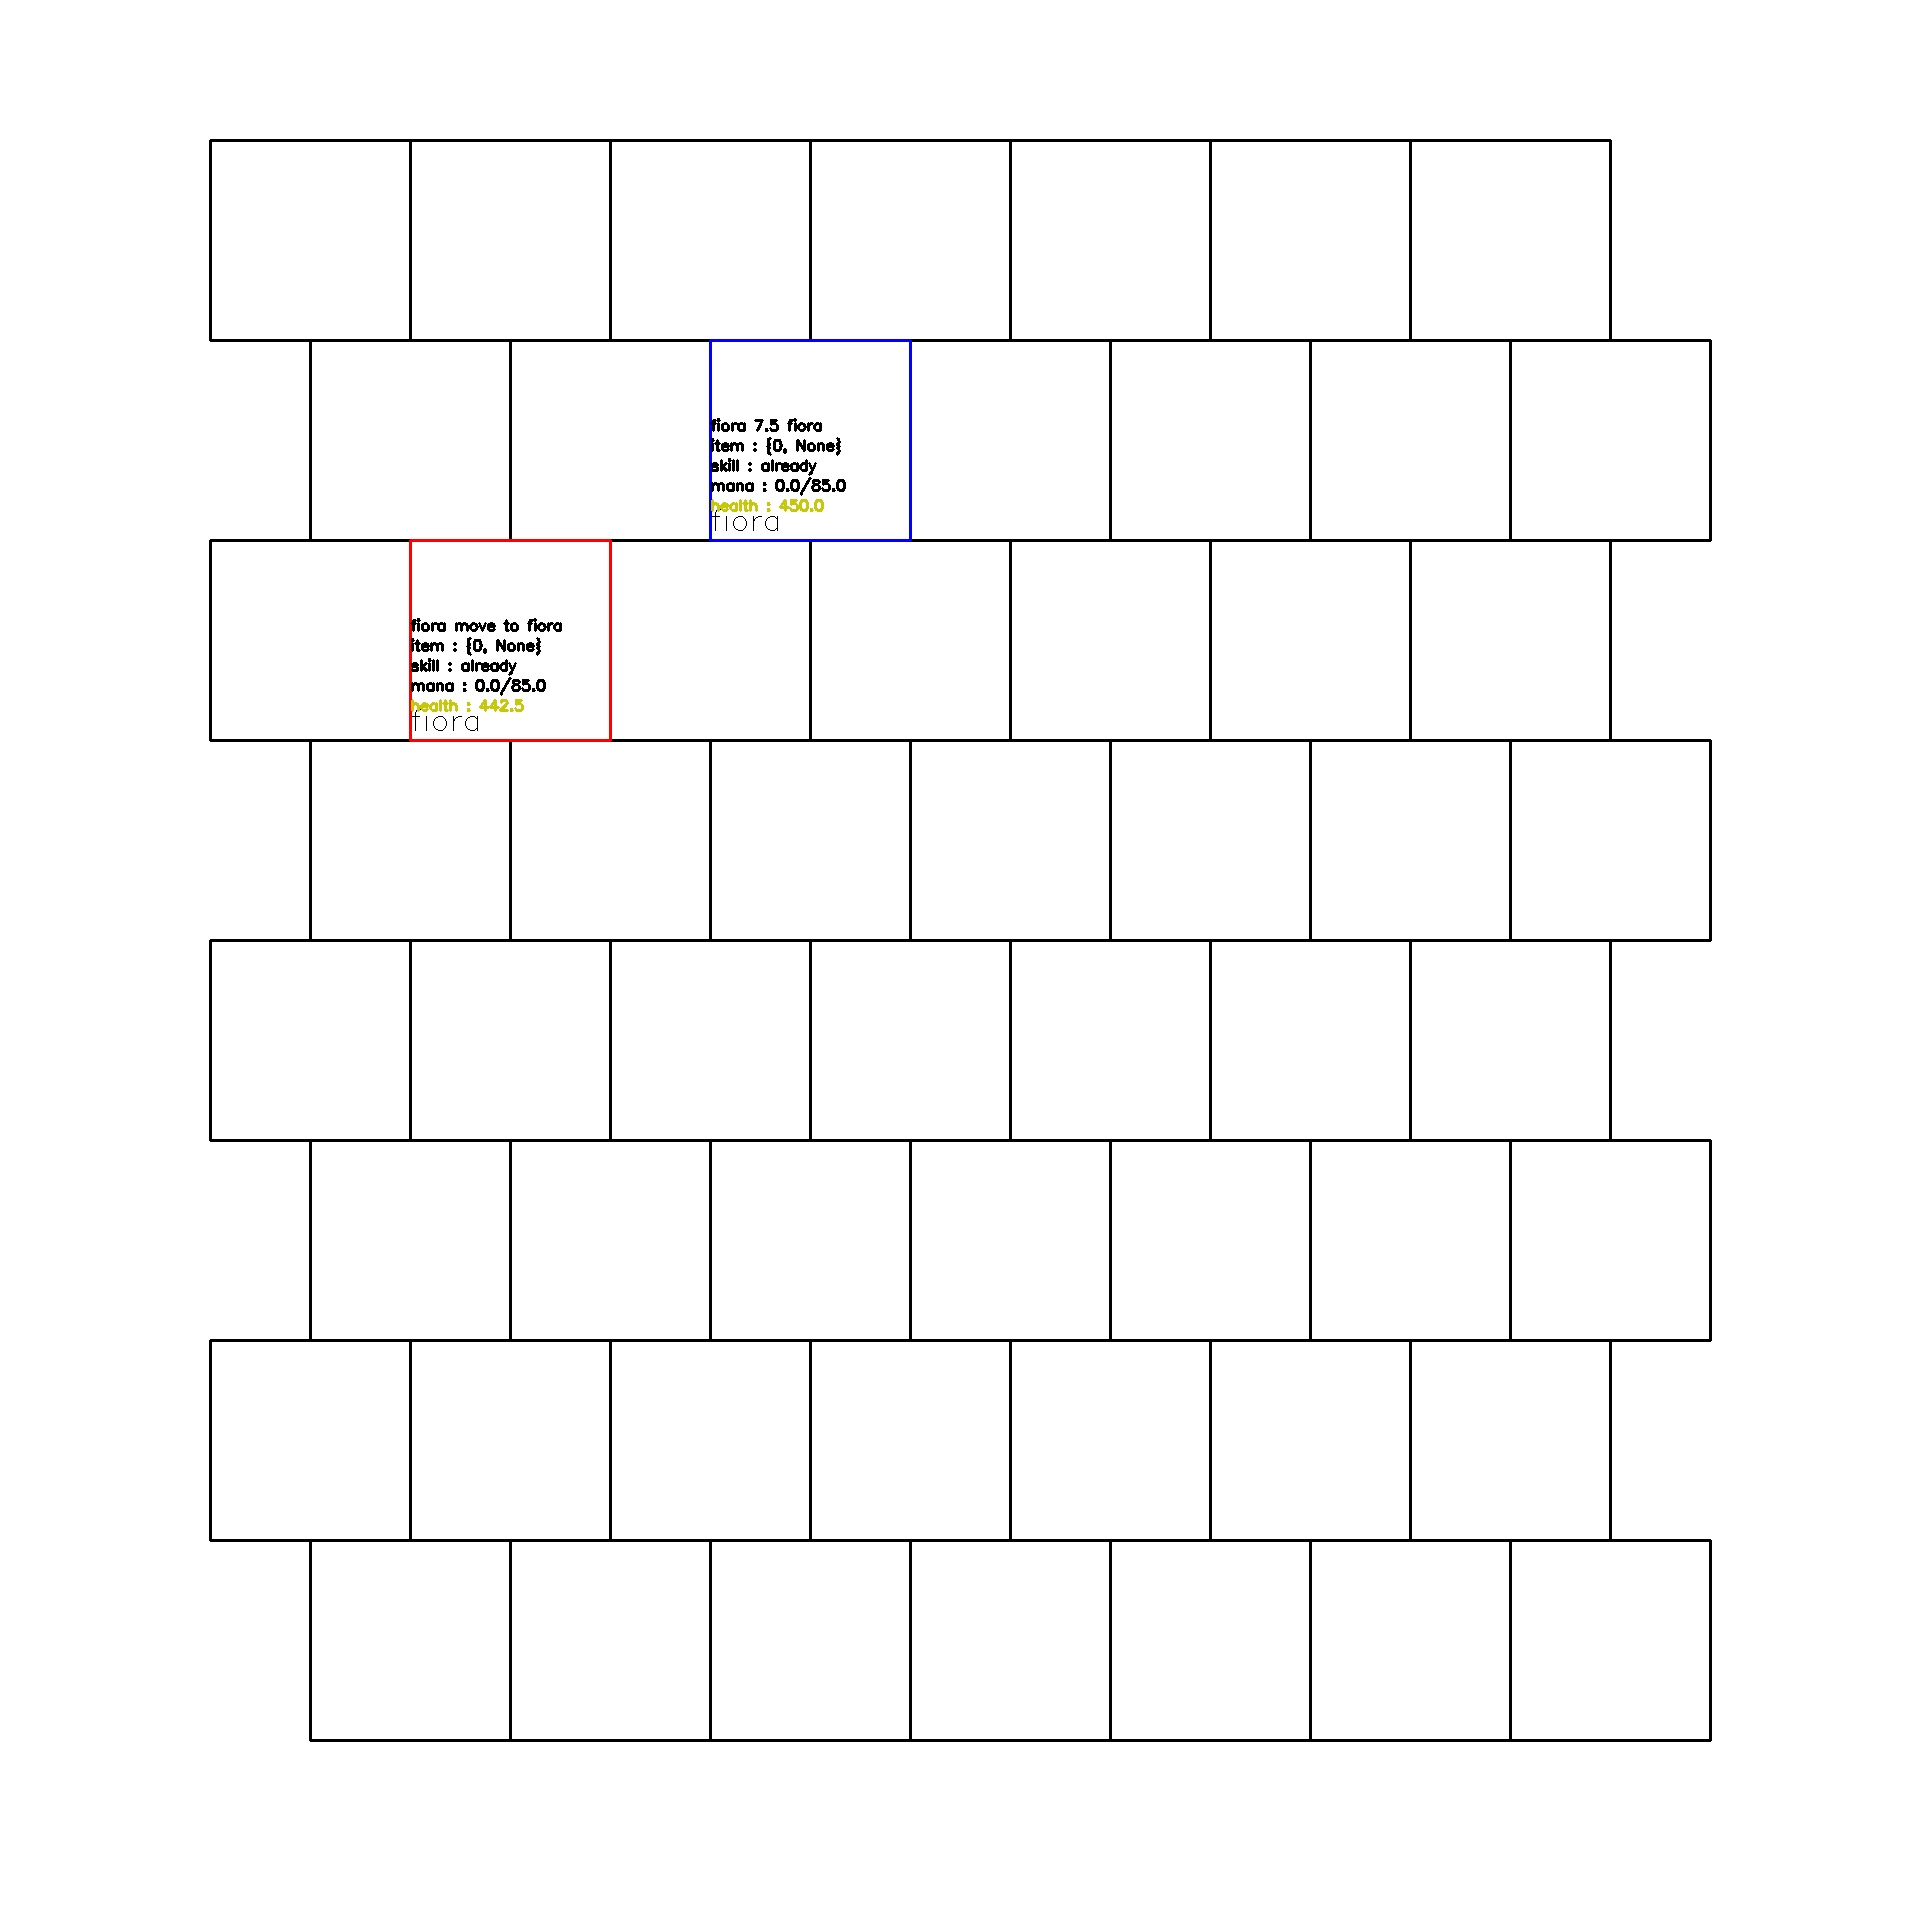 fiora 7.5 fiora
item : {0, None}
skill : already
mana : 0.0/85.0
health : 450.0
fiora
fiora move to fiora
item : {0, None}
skill : already
mana : 0.0/85.0
health : 442.5
fiora